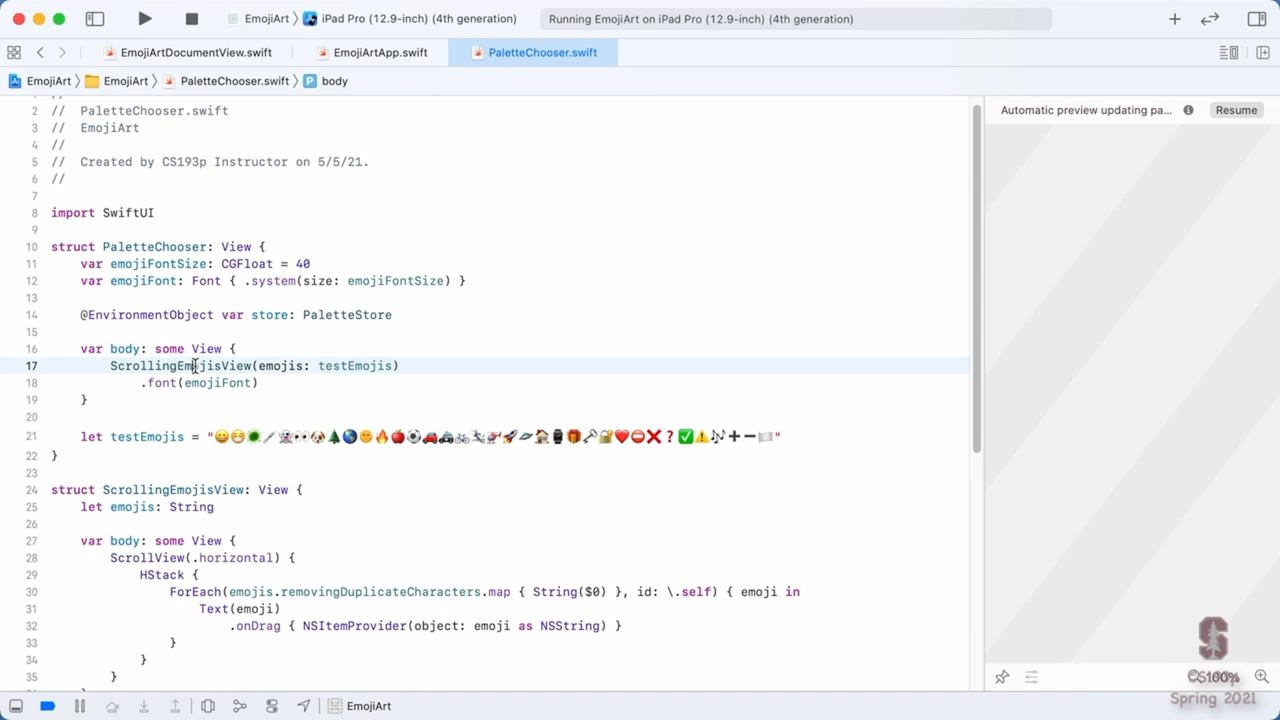 EmojiArt 〉 iPad Pro (12.9-inch) (4th generation)
Running EmojiArt on iPad Pro (12.9-inch) (4th generation)
EmojiArtDocumentView.swift
EmojiArtApp.swift
PaletteChooser.swift
EmojiArt 〉 EmojiArt 〉 PaletteChooser.swift 〉 P body
2 //  PaletteChooser.swift
3 //  EmojiArt
4 //
5 //  Created by CS193p Instructor on 5/5/21.
6 //
7
8 import SwiftUI
9
10 struct PaletteChooser: View {
11     var emojiFontSize: CGFloat = 40
12     var emojiFont: Font { .system(size: emojiFontSize) }
13
14     @EnvironmentObject var store: PaletteStore
15
16     var body: some View {
17         ScrollingEmojisView(emojis: testEmojis)
18             .font(emojiFont)
19     }
20
21     let testEmojis = "😀😷🦠💉👻👀🐶🌲🌎🌞🔥🍎⚽️🚗🚓🚲🛩🚁🚀🛸🏠⌚️🎁🗝🔐❤️⛔️❌❓✅⚠️🎶➕➖🏳️"
22 }
23
24 struct ScrollingEmojisView: View {
25     let emojis: String
26
27     var body: some View {
28         ScrollView(.horizontal) {
29             HStack {
30                 ForEach(emojis.removingDuplicateCharacters.map { String($0) }, id: \.self) { emoji in
31                     Text(emoji)
32                         .onDrag { NSItemProvider(object: emoji as NSString) }
33                 }
34             }
35         }
Automatic preview updating pa...
Resume
100%
CS193p
Spring 2021
EmojiArt